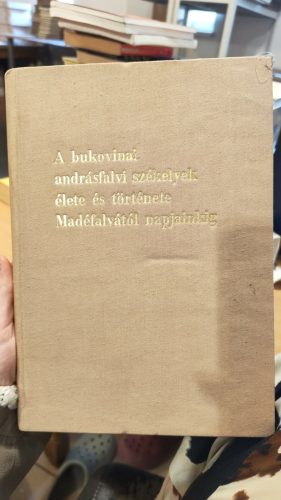 A bukovinai
andrásfalvi székelyek
élete és története
Madéfalvától napjainkig